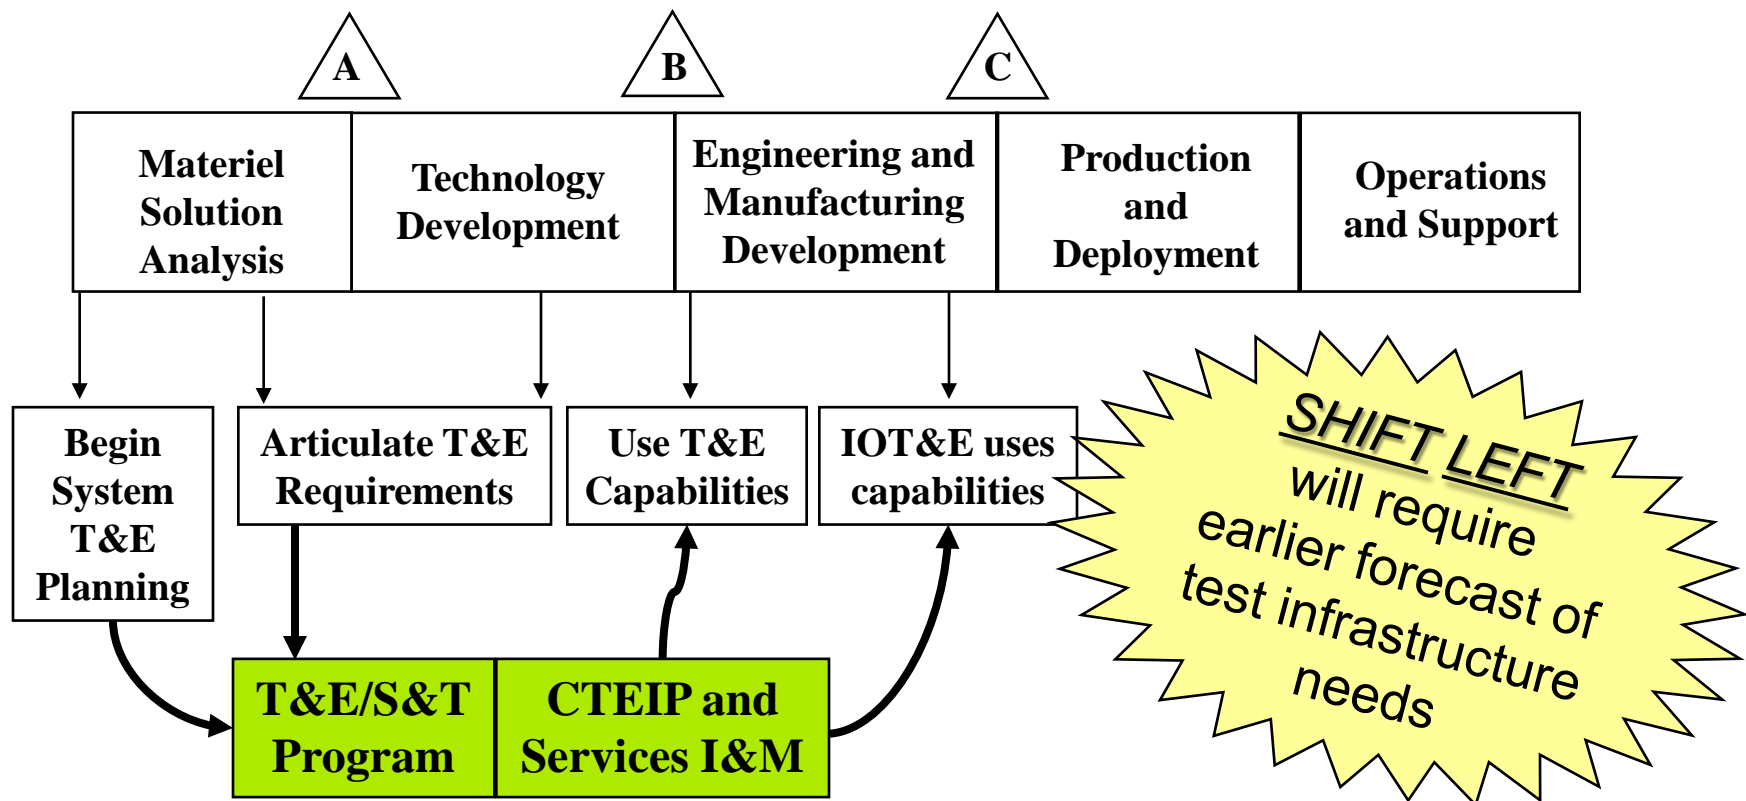 A
B
C
Materiel
Solution
Analysis
Technology
Development
Engineering and
Manufacturing
Development
Production
and
Deployment
Operations
and Support
Begin
System
T&E
Planning
Articulate T&E
Requirements
Use T&E
Capabilities
IOT&E uses
capabilities
SHIFT LEFT
will require
earlier forecast of
test infrastructure
needs
T&E/S&T
Program
CTEIP and
Services I&M